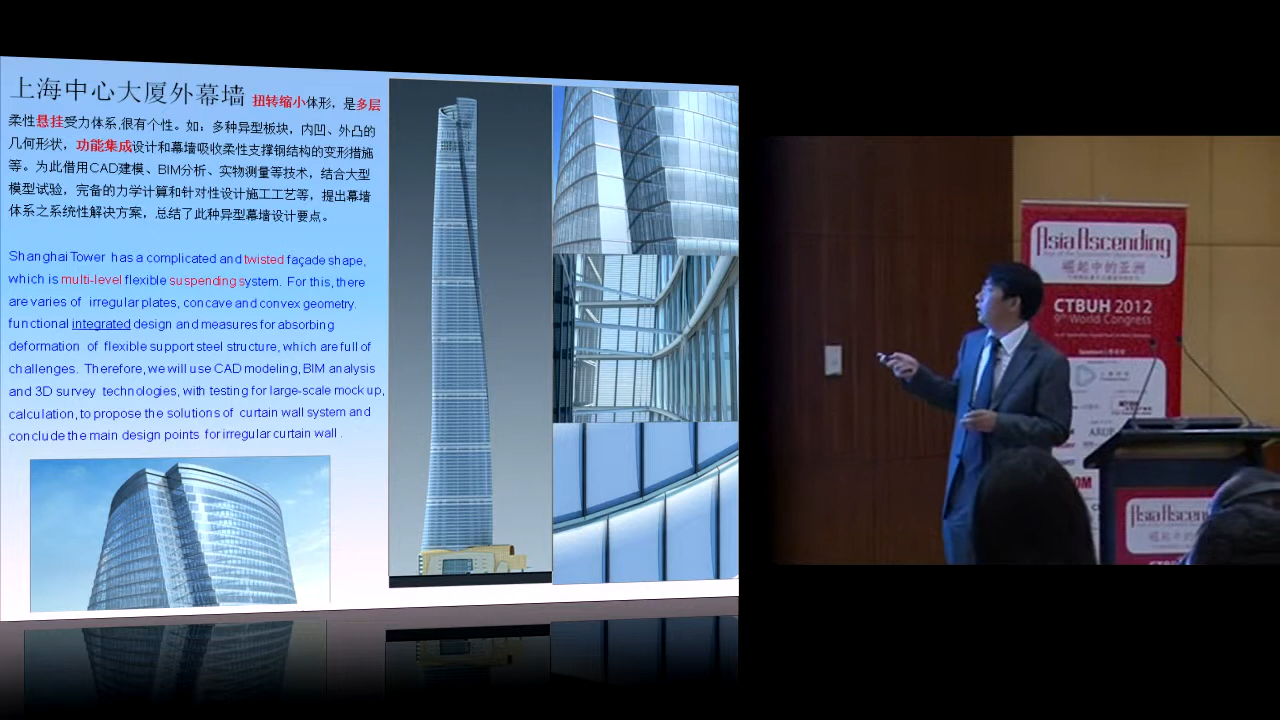 上海中心大厦外幕墙 扭转缩小体形，是多层
柔性悬挂受力体系,很有个性。如：多种异型板块，内凹、外凸的
几何形状，功能集成设计和幕墙吸收柔性支撑钢结构的变形措施
等。为此借用CAD建模、BIM分析、实物测量等技术，结合大型
模型试验，完备的力学计算和针对性设计施工工艺等，提出幕墙
体系之系统性解决方案，总结了此种异型幕墙设计要点。
Shanghai Tower has a complicated and twisted façade shape,
which is multi-level flexible suspending system. For this, there
are varies of irregular plates, concave and convex geometry.
functional integrated design and measures for absorbing
deformation of flexible support steel structure, which are full of
challenges. Therefore, we will use CAD modeling, BIM analysis
and 3D survey technologies, with testing for large-scale mock up,
calculation, to propose the solutions of curtain wall system and
conclude the main design points for irregular curtain wall .
Asia Ascending
崛起中的亚洲
CTBUH 2012
9th World Congress
ARUP
Asia Ascen
崛起中的